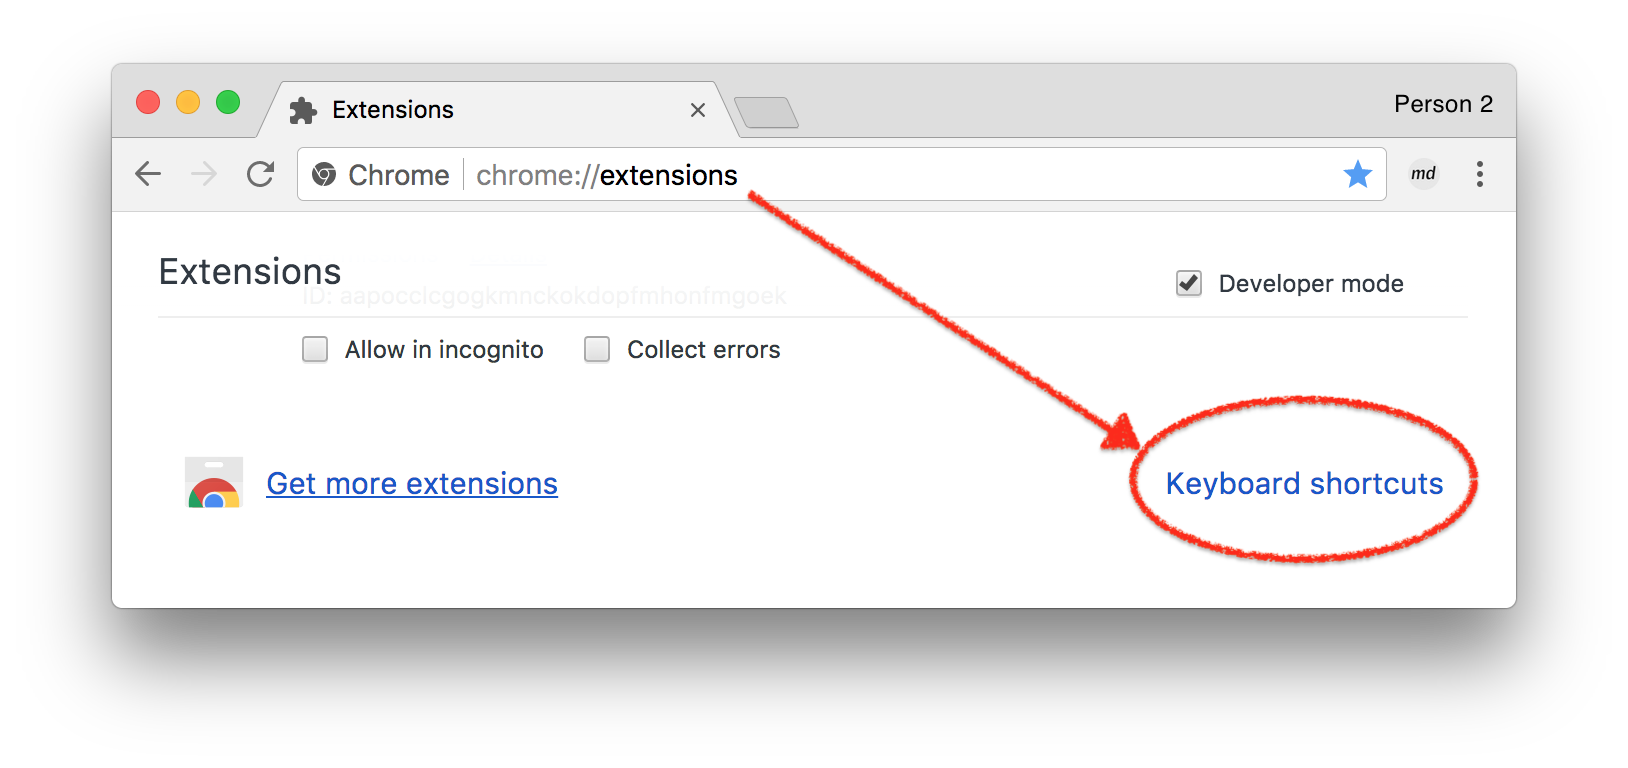 Extensions
Person 2
Chrome
chrome://extensions
md
Extensions
Developer mode
ID: aapocclcgogkmnckokdopfmhonfmgoek
Allow in incognito
Collect errors
Get more extensions
Keyboard shortcuts